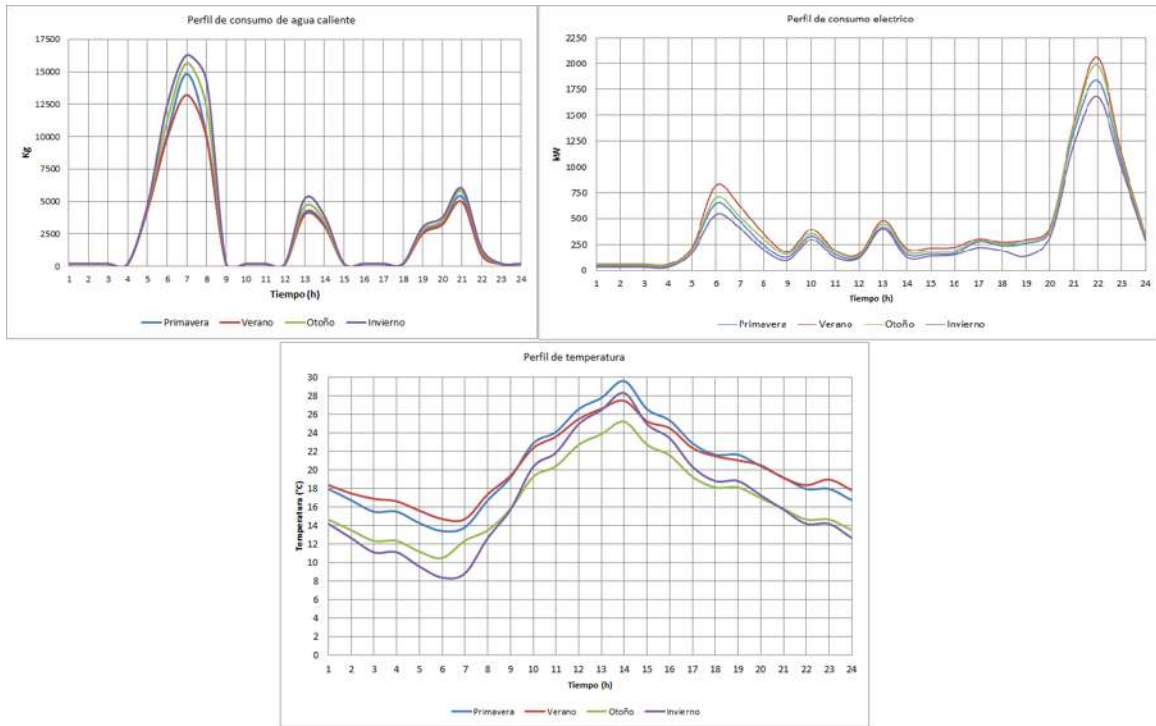 Perfil de consumo de agua caliente
17500
15000
12500
10000
7500
5000
2500
0
Kg
1 2 3 4 5 6 7 8 9 10 11 12 13 14 15 16 17 18 19 20 21 22 23 24
Tiempo (h)
Primavera Verano Otoño Invierno
Perfil de consumo electrico
2250
2000
1750
1500
1250
1000
750
500
250
0
kW
1 2 3 4 5 6 7 8 9 10 11 12 13 14 15 16 17 18 19 20 21 22 23 24
Tiempo (h)
Primavera Verano Otoño Invierno
Perfil de temperatura
30
28
26
24
22
20
18
16
14
12
10
8
6
4
2
0
Temperatura (°C)
1 2 3 4 5 6 7 8 9 10 11 12 13 14 15 16 17 18 19 20 21 22 23 24
Tiempo (h)
Primavera Verano Otoño Invierno